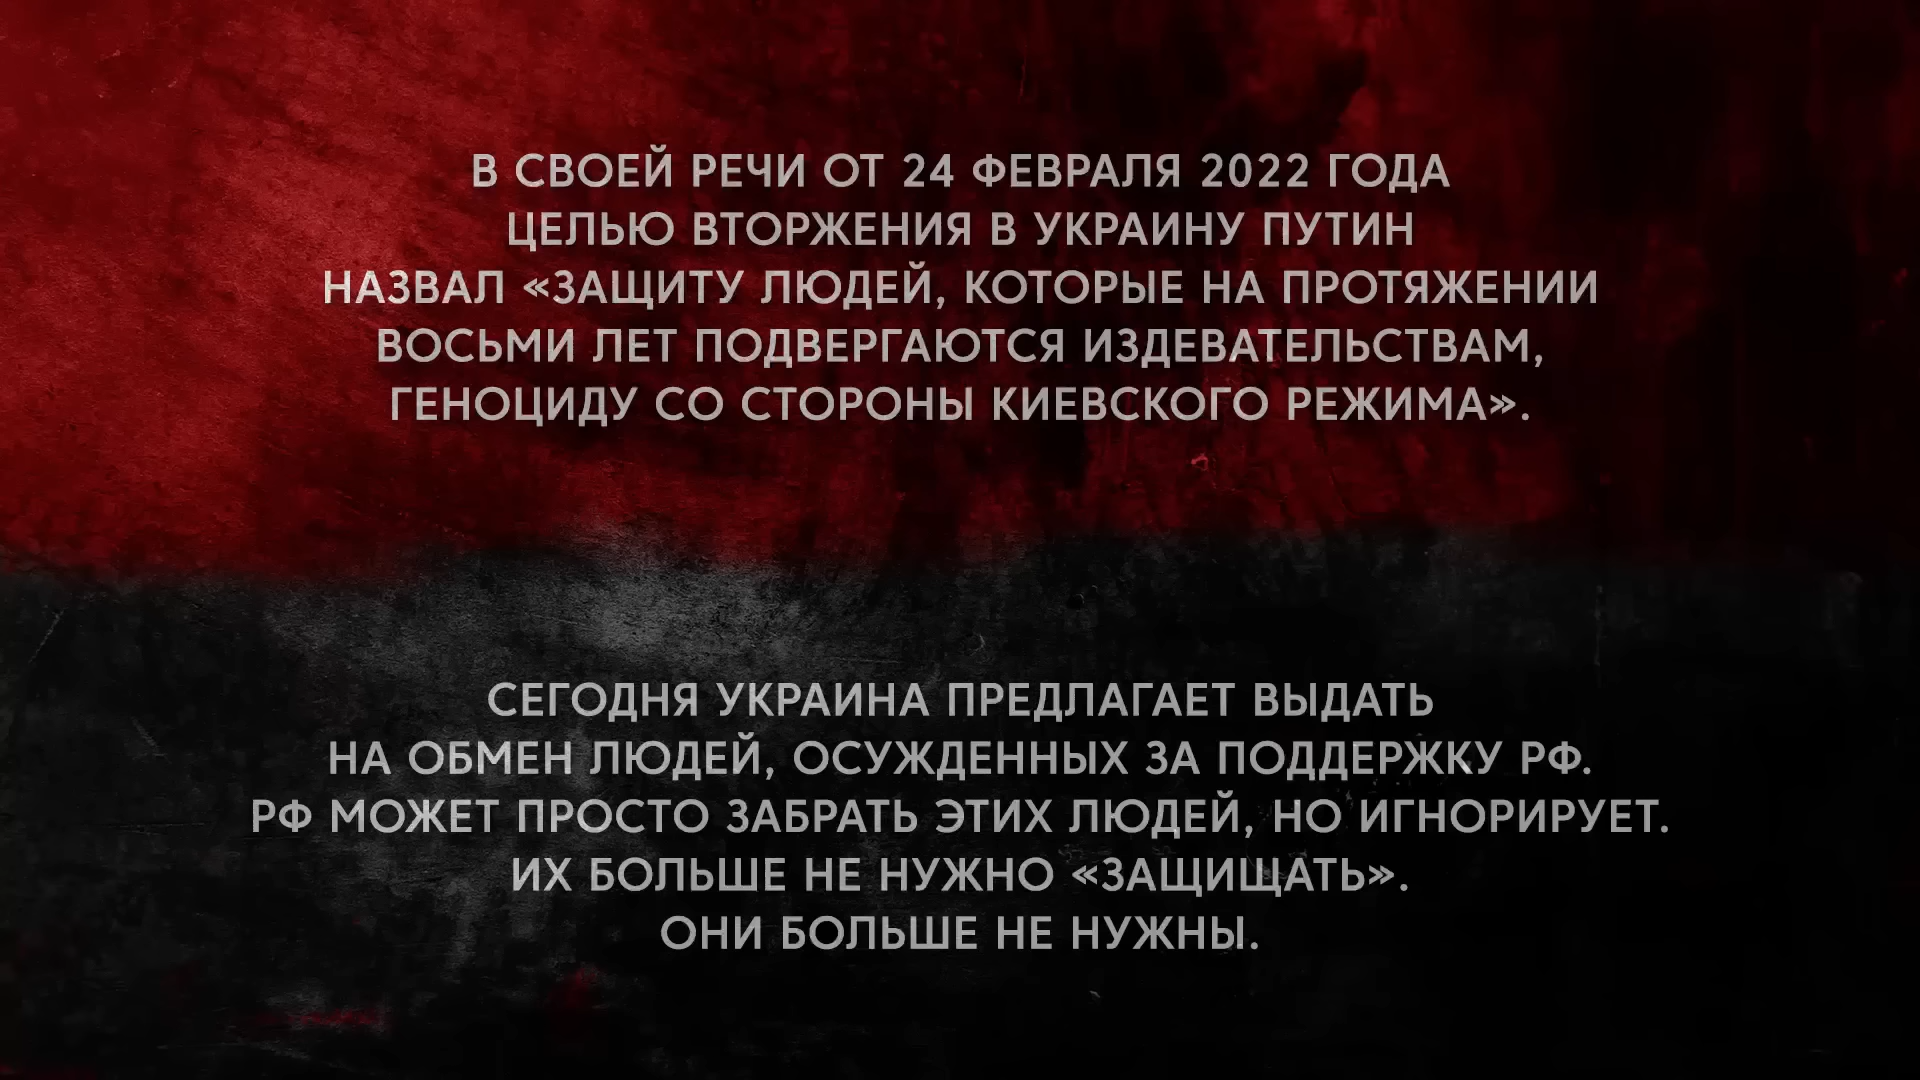 В СВОЕЙ РЕЧИ ОТ 24 ФЕВРАЛЯ 2022 ГОДА
ЦЕЛЬЮ ВТОРЖЕНИЯ В УКРАИНУ ПУТИН
НАЗВАЛ «ЗАЩИТУ ЛЮДЕЙ, КОТОРЫЕ НА ПРОТЯЖЕНИИ
ВОСЬМИ ЛЕТ ПОДВЕРГАЮТСЯ ИЗДЕВАТЕЛЬСТВАМ,
ГЕНОЦИДУ СО СТОРОНЫ КИЕВСКОГО РЕЖИМА».
СЕГОДНЯ УКРАИНА ПРЕДЛАГАЕТ ВЫДАТЬ
НА ОБМЕН ЛЮДЕЙ, ОСУЖДЕННЫХ ЗА ПОДДЕРЖКУ РФ.
РФ МОЖЕТ ПРОСТО ЗАБРАТЬ ЭТИХ ЛЮДЕЙ, НО ИГНОРИРУЕТ.
ИХ БОЛЬШЕ НЕ НУЖНО «ЗАЩИЩАТЬ».
ОНИ БОЛЬШЕ НЕ НУЖНЫ.